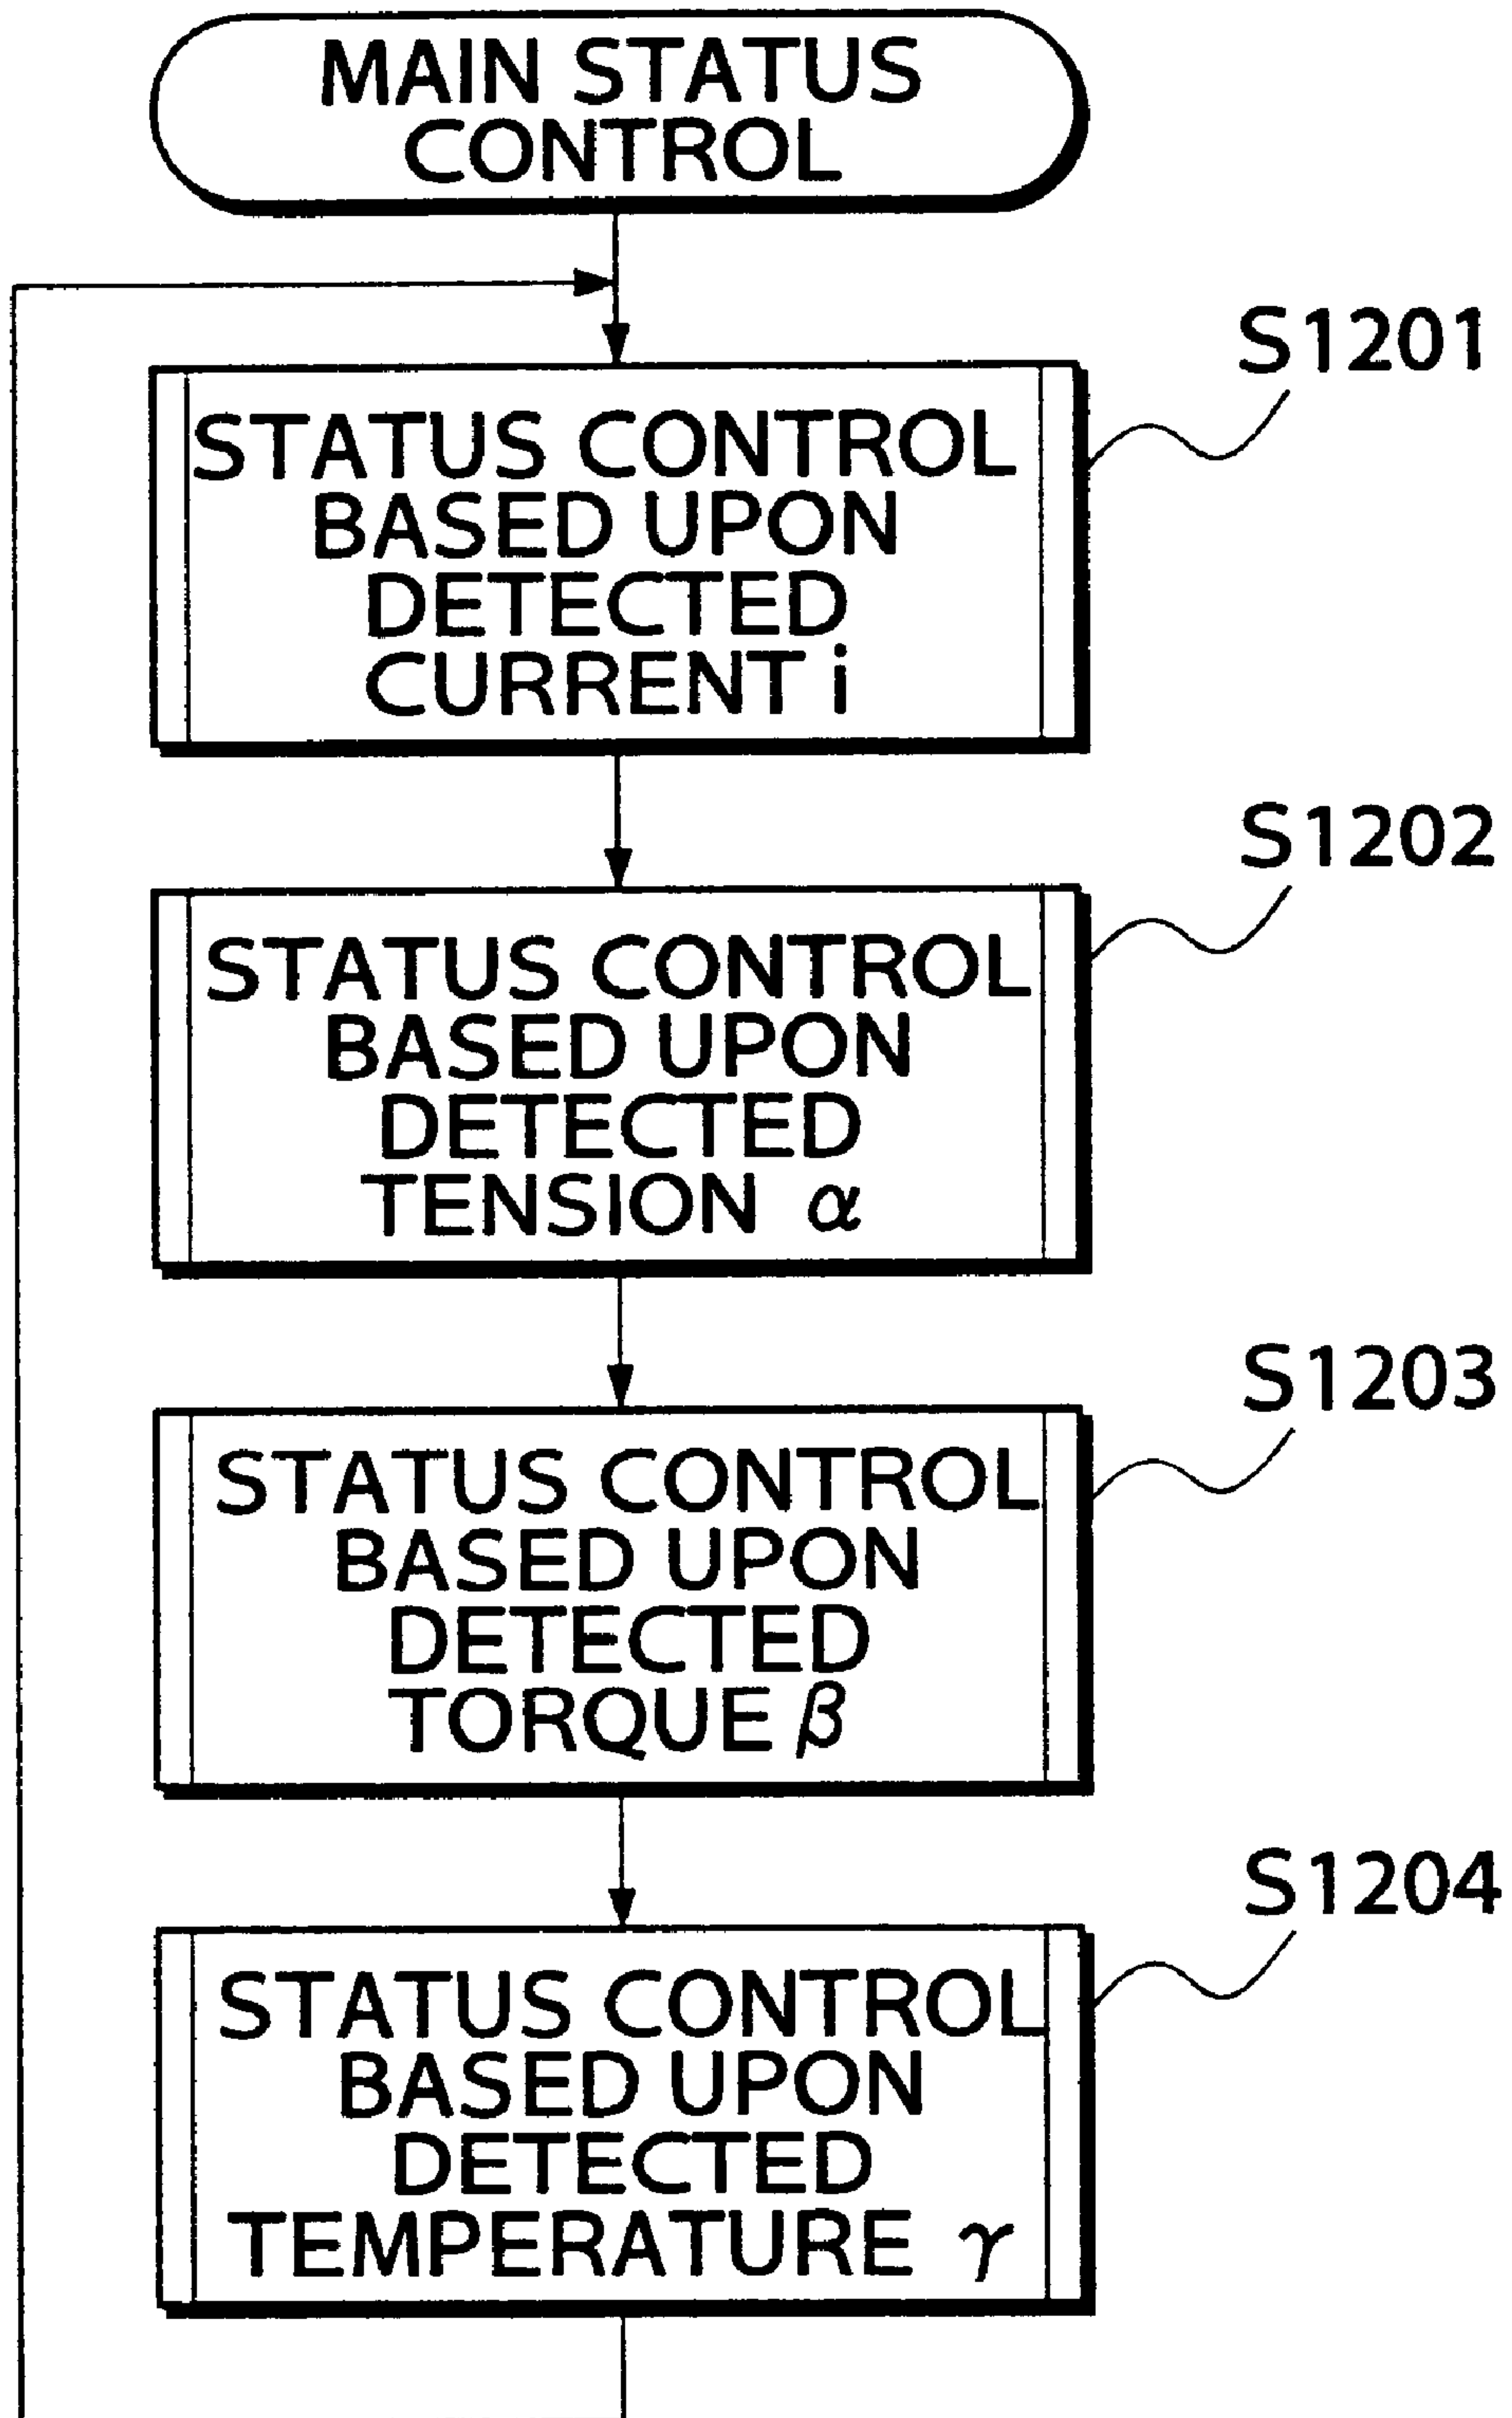 MAIN STATUS
CONTROL
S1201
STATUS CONTROL
BASED UPON
DETECTED
CURRENT i
S1202
STATUS CONTROL
BASED UPON
DETECTED
TENSION α
S1203
STATUS CONTROL
BASED UPON
DETECTED
TORQUE β
S1204
STATUS CONTROL
BASED UPON
DETECTED
TEMPERATURE γ